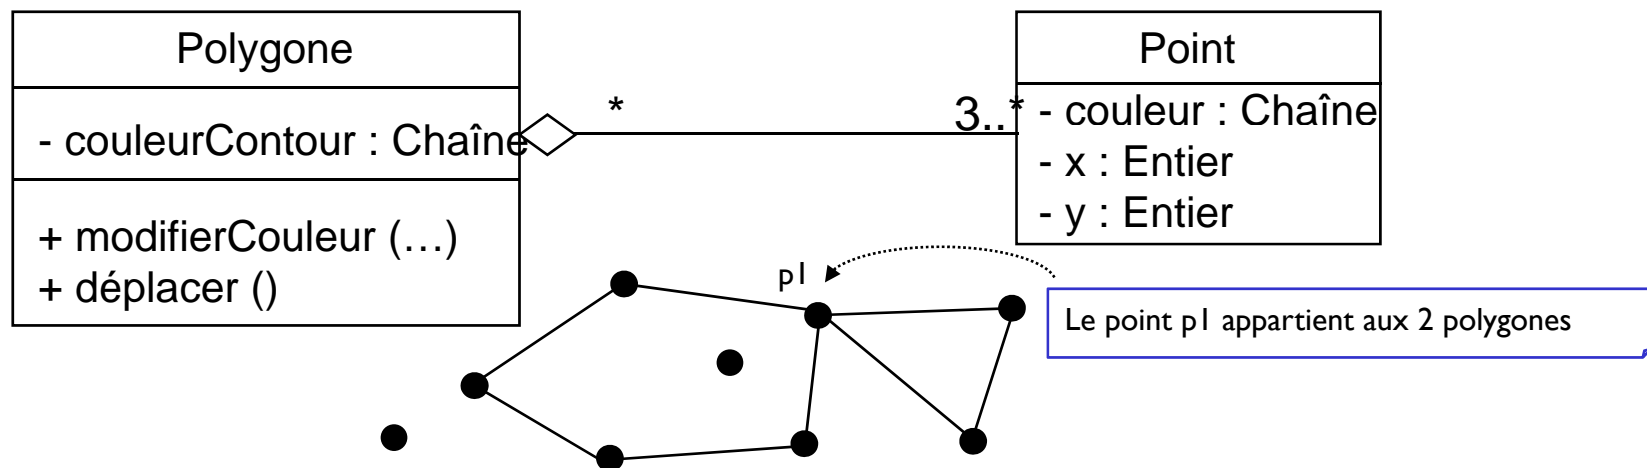 Polygone
- couleurContour : Chaîne
+ modifierCouleur (…)
+ déplacer ()
*
3..*
Point
- couleur : Chaîne
- x : Entier
- y : Entier
p1
Le point p1 appartient aux 2 polygones